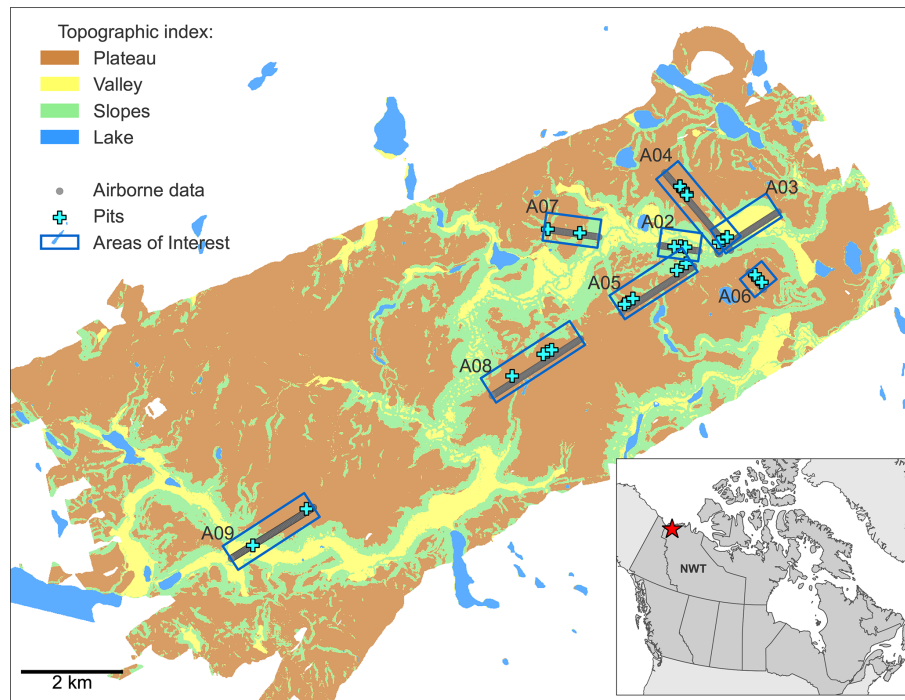 Topographic index:
Plateau
Valley
Slopes
Lake
Airborne data
Pits
Areas of Interest
A04
A03
A07
A02
A05
A06
A08
A09
NWT
2 km